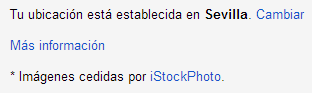 Tu ubicación está establecida en Sevilla. Cambiar
Más información
* Imágenes cedidas por iStockPhoto.